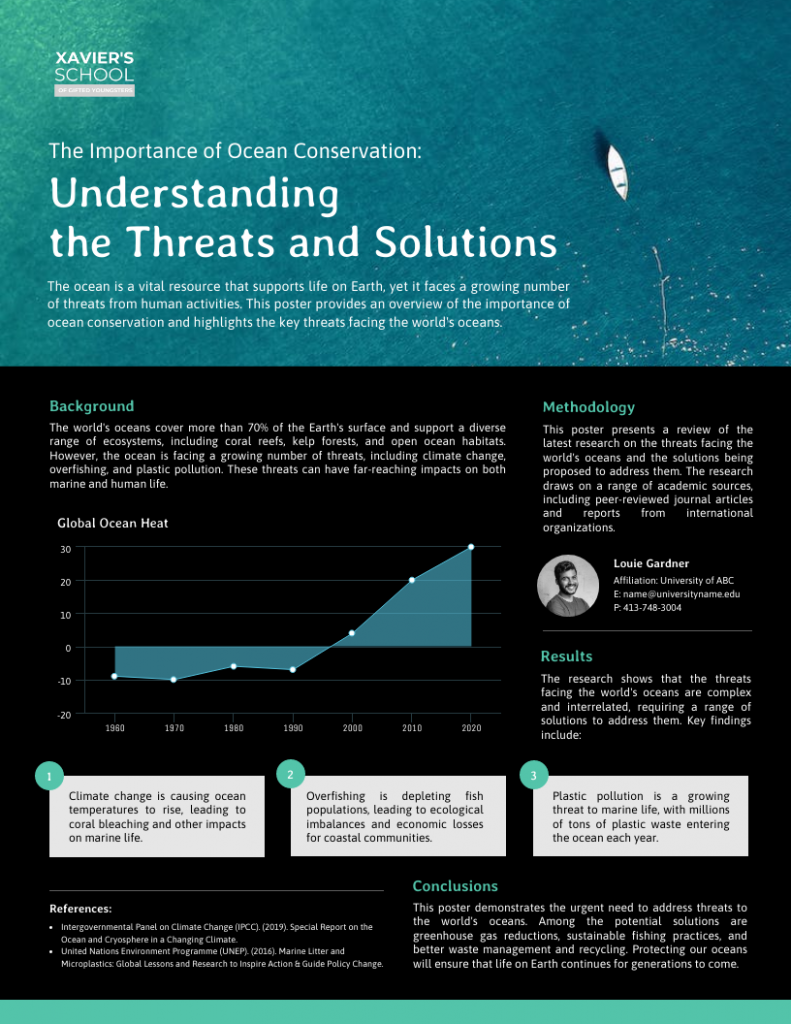 XAVIER'S
SCHOOL
OF GIFTED YOUNGSTERS
The Importance of Ocean Conservation:
Understanding
the Threats and Solutions
The ocean is a vital resource that supports life on Earth, yet it faces a growing number
of threats from human activities. This poster provides an overview of the importance of
ocean conservation and highlights the key threats facing the world's oceans.
Background
The world's oceans cover more than 70% of the Earth's surface and support a diverse
range of ecosystems, including coral reefs, kelp forests, and open ocean habitats.
However, the ocean is facing a growing number of threats, including climate change,
overfishing, and plastic pollution. These threats can have far-reaching impacts on both
marine and human life.
Global Ocean Heat
30
20
10
0
-10
-20
1960 1970 1980 1990 2000 2010 2020
Methodology
This poster presents a review of the
latest research on the threats facing the
world's oceans and the solutions being
proposed to address them. The research
draws on a range of academic sources,
including peer-reviewed journal articles
and reports from international
organizations.
Louie Gardner
Affiliation: University of ABC
E: name@universityname.edu
P: 413-748-3004
Results
The research shows that the threats
facing the world's oceans are complex
and interrelated, requiring a range of
solutions to address them. Key findings
include:
1
Climate change is causing ocean
temperatures to rise, leading to
coral bleaching and other impacts
on marine life.
2
Overfishing is depleting fish
populations, leading to ecological
imbalances and economic losses
for coastal communities.
3
Plastic pollution is a growing
threat to marine life, with millions
of tons of plastic waste entering
the ocean each year.
References:
• Intergovernmental Panel on Climate Change (IPCC). (2019). Special Report on the
Ocean and Cryosphere in a Changing Climate.
• United Nations Environment Programme (UNEP). (2016). Marine Litter and
Microplastics: Global Lessons and Research to Inspire Action & Guide Policy Change.
Conclusions
This poster demonstrates the urgent need to address threats to
the world's oceans. Among the potential solutions are
greenhouse gas reductions, sustainable fishing practices, and
better waste management and recycling. Protecting our oceans
will ensure that life on Earth continues for generations to come.